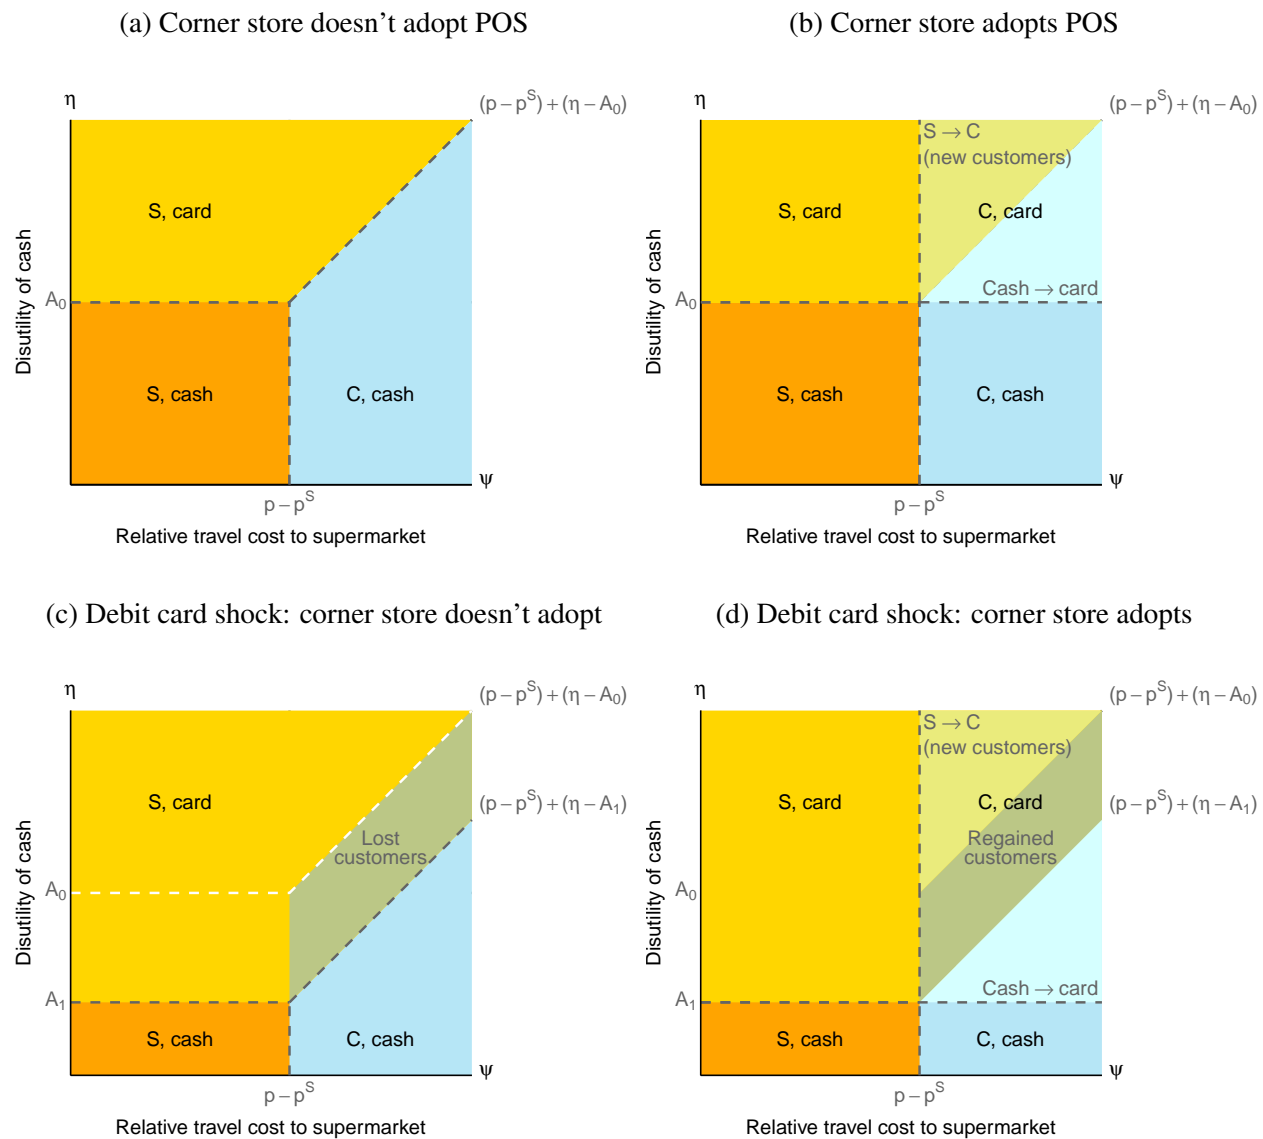 (a) Corner store doesn't adopt POS
η
(p − p^S) + (η − A₀)
S, card
Disutility of cash
A₀
S, cash
C, cash
ψ
p − p^S
Relative travel cost to supermarket
(b) Corner store adopts POS
η
(p − p^S) + (η − A₀)
S → C
(new customers)
S, card
C, card
Disutility of cash
Cash → card
A₀
S, cash
C, cash
ψ
p − p^S
Relative travel cost to supermarket
(c) Debit card shock: corner store doesn't adopt
η
(p − p^S) + (η − A₀)
S, card
(p − p^S) + (η − A₁)
Lost
customers
Disutility of cash
A₀
A₁
S, cash
C, cash
ψ
p − p^S
Relative travel cost to supermarket
(d) Debit card shock: corner store adopts
η
(p − p^S) + (η − A₀)
S → C
(new customers)
S, card
C, card
(p − p^S) + (η − A₁)
Regained
customers
Disutility of cash
A₀
Cash → card
A₁
S, cash
C, cash
ψ
p − p^S
Relative travel cost to supermarket